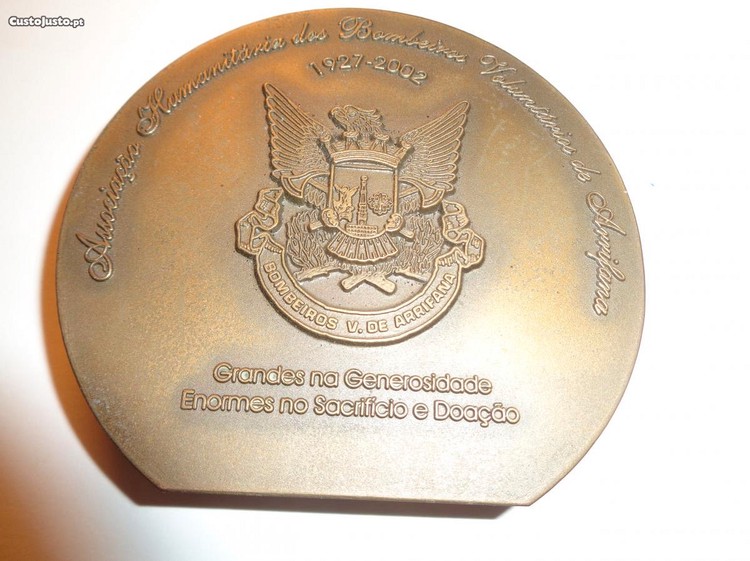 CustoJusto.pt
Associação Humanitária dos Bombeiros Voluntários de Arrifana
1927-2002
BOMBEIROS V. DE ARRIFANA
Grandes na Generosidade
Enormes no Sacrifício e Doação